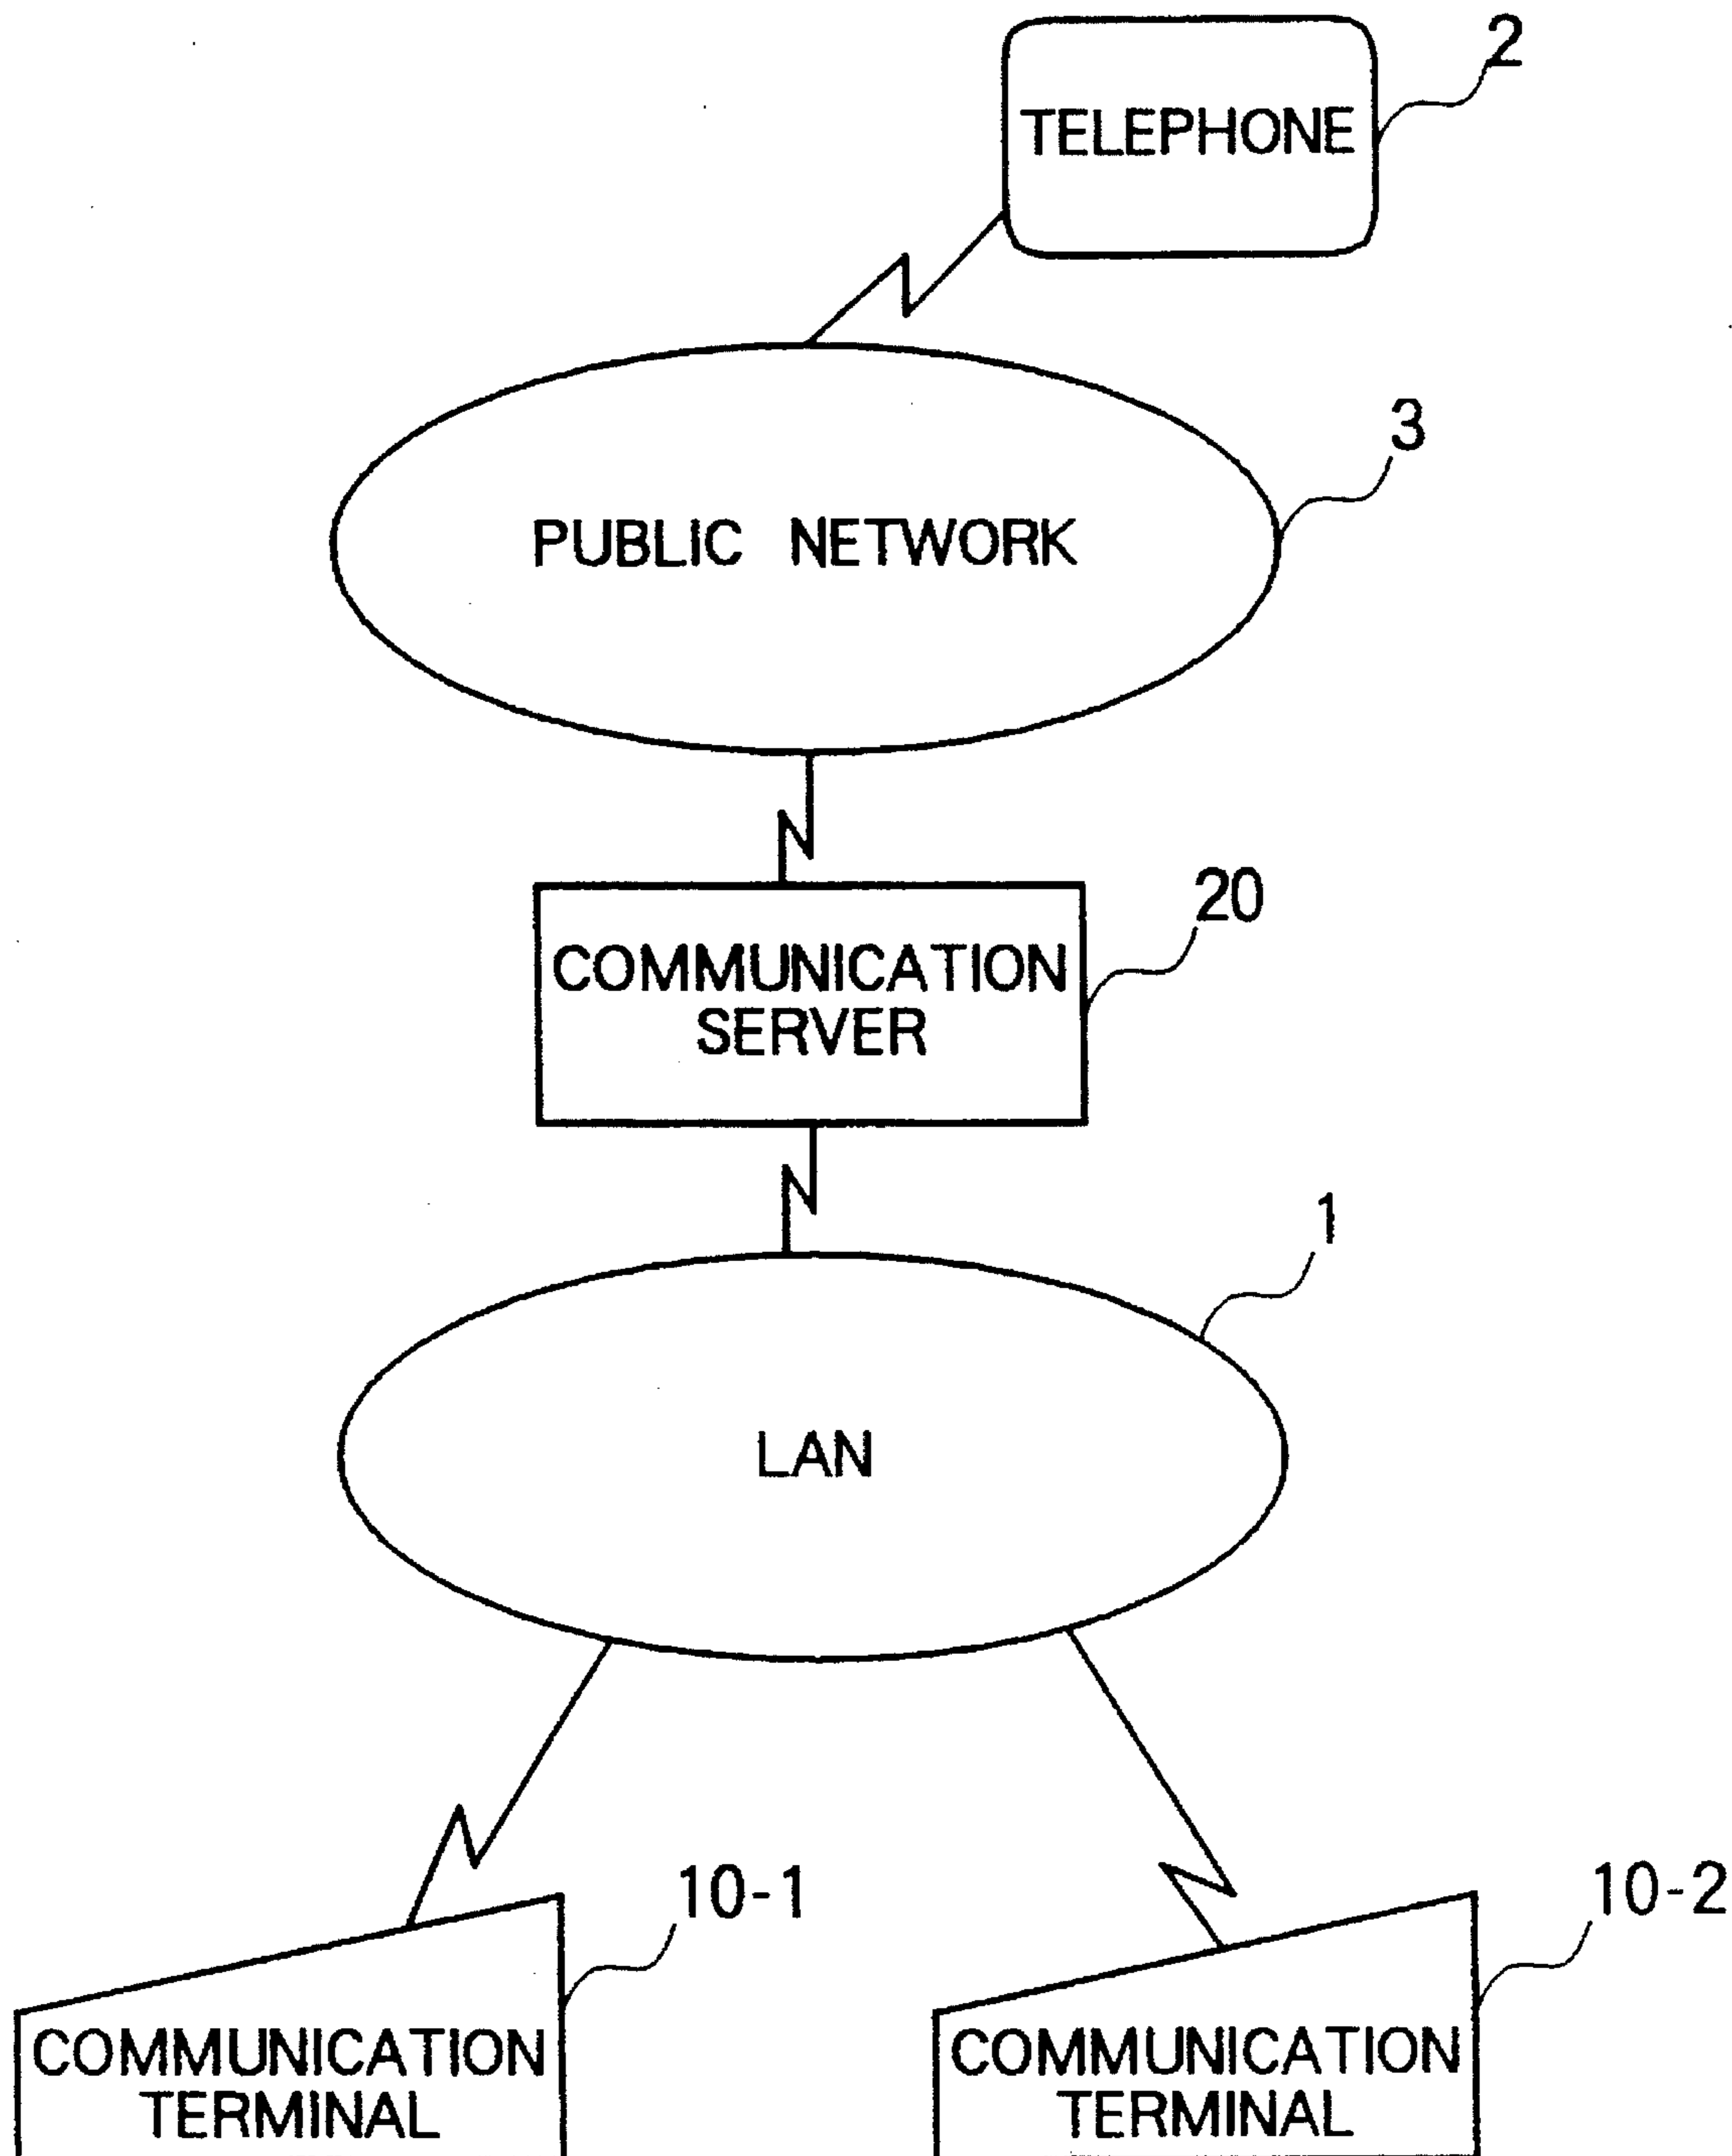 2
TELEPHONE
3
PUBLIC NETWORK
20
COMMUNICATION
SERVER
1
LAN
10-1
10-2
COMMUNICATION
TERMINAL
COMMUNICATION
TERMINAL